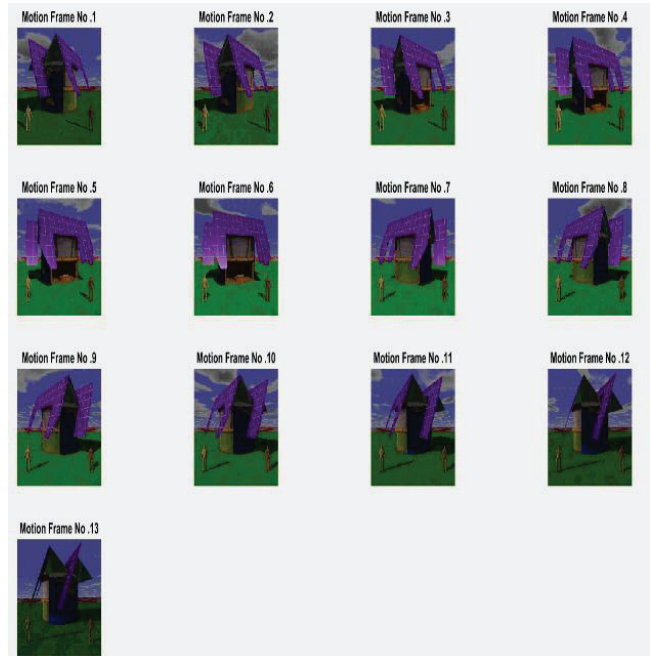 Motion Frame No .1
Motion Frame No .2
Motion Frame No .3
Motion Frame No .4
Motion Frame No .5
Motion Frame No .6
Motion Frame No .7
Motion Frame No .8
Motion Frame No .9
Motion Frame No .10
Motion Frame No .11
Motion Frame No .12
Motion Frame No .13